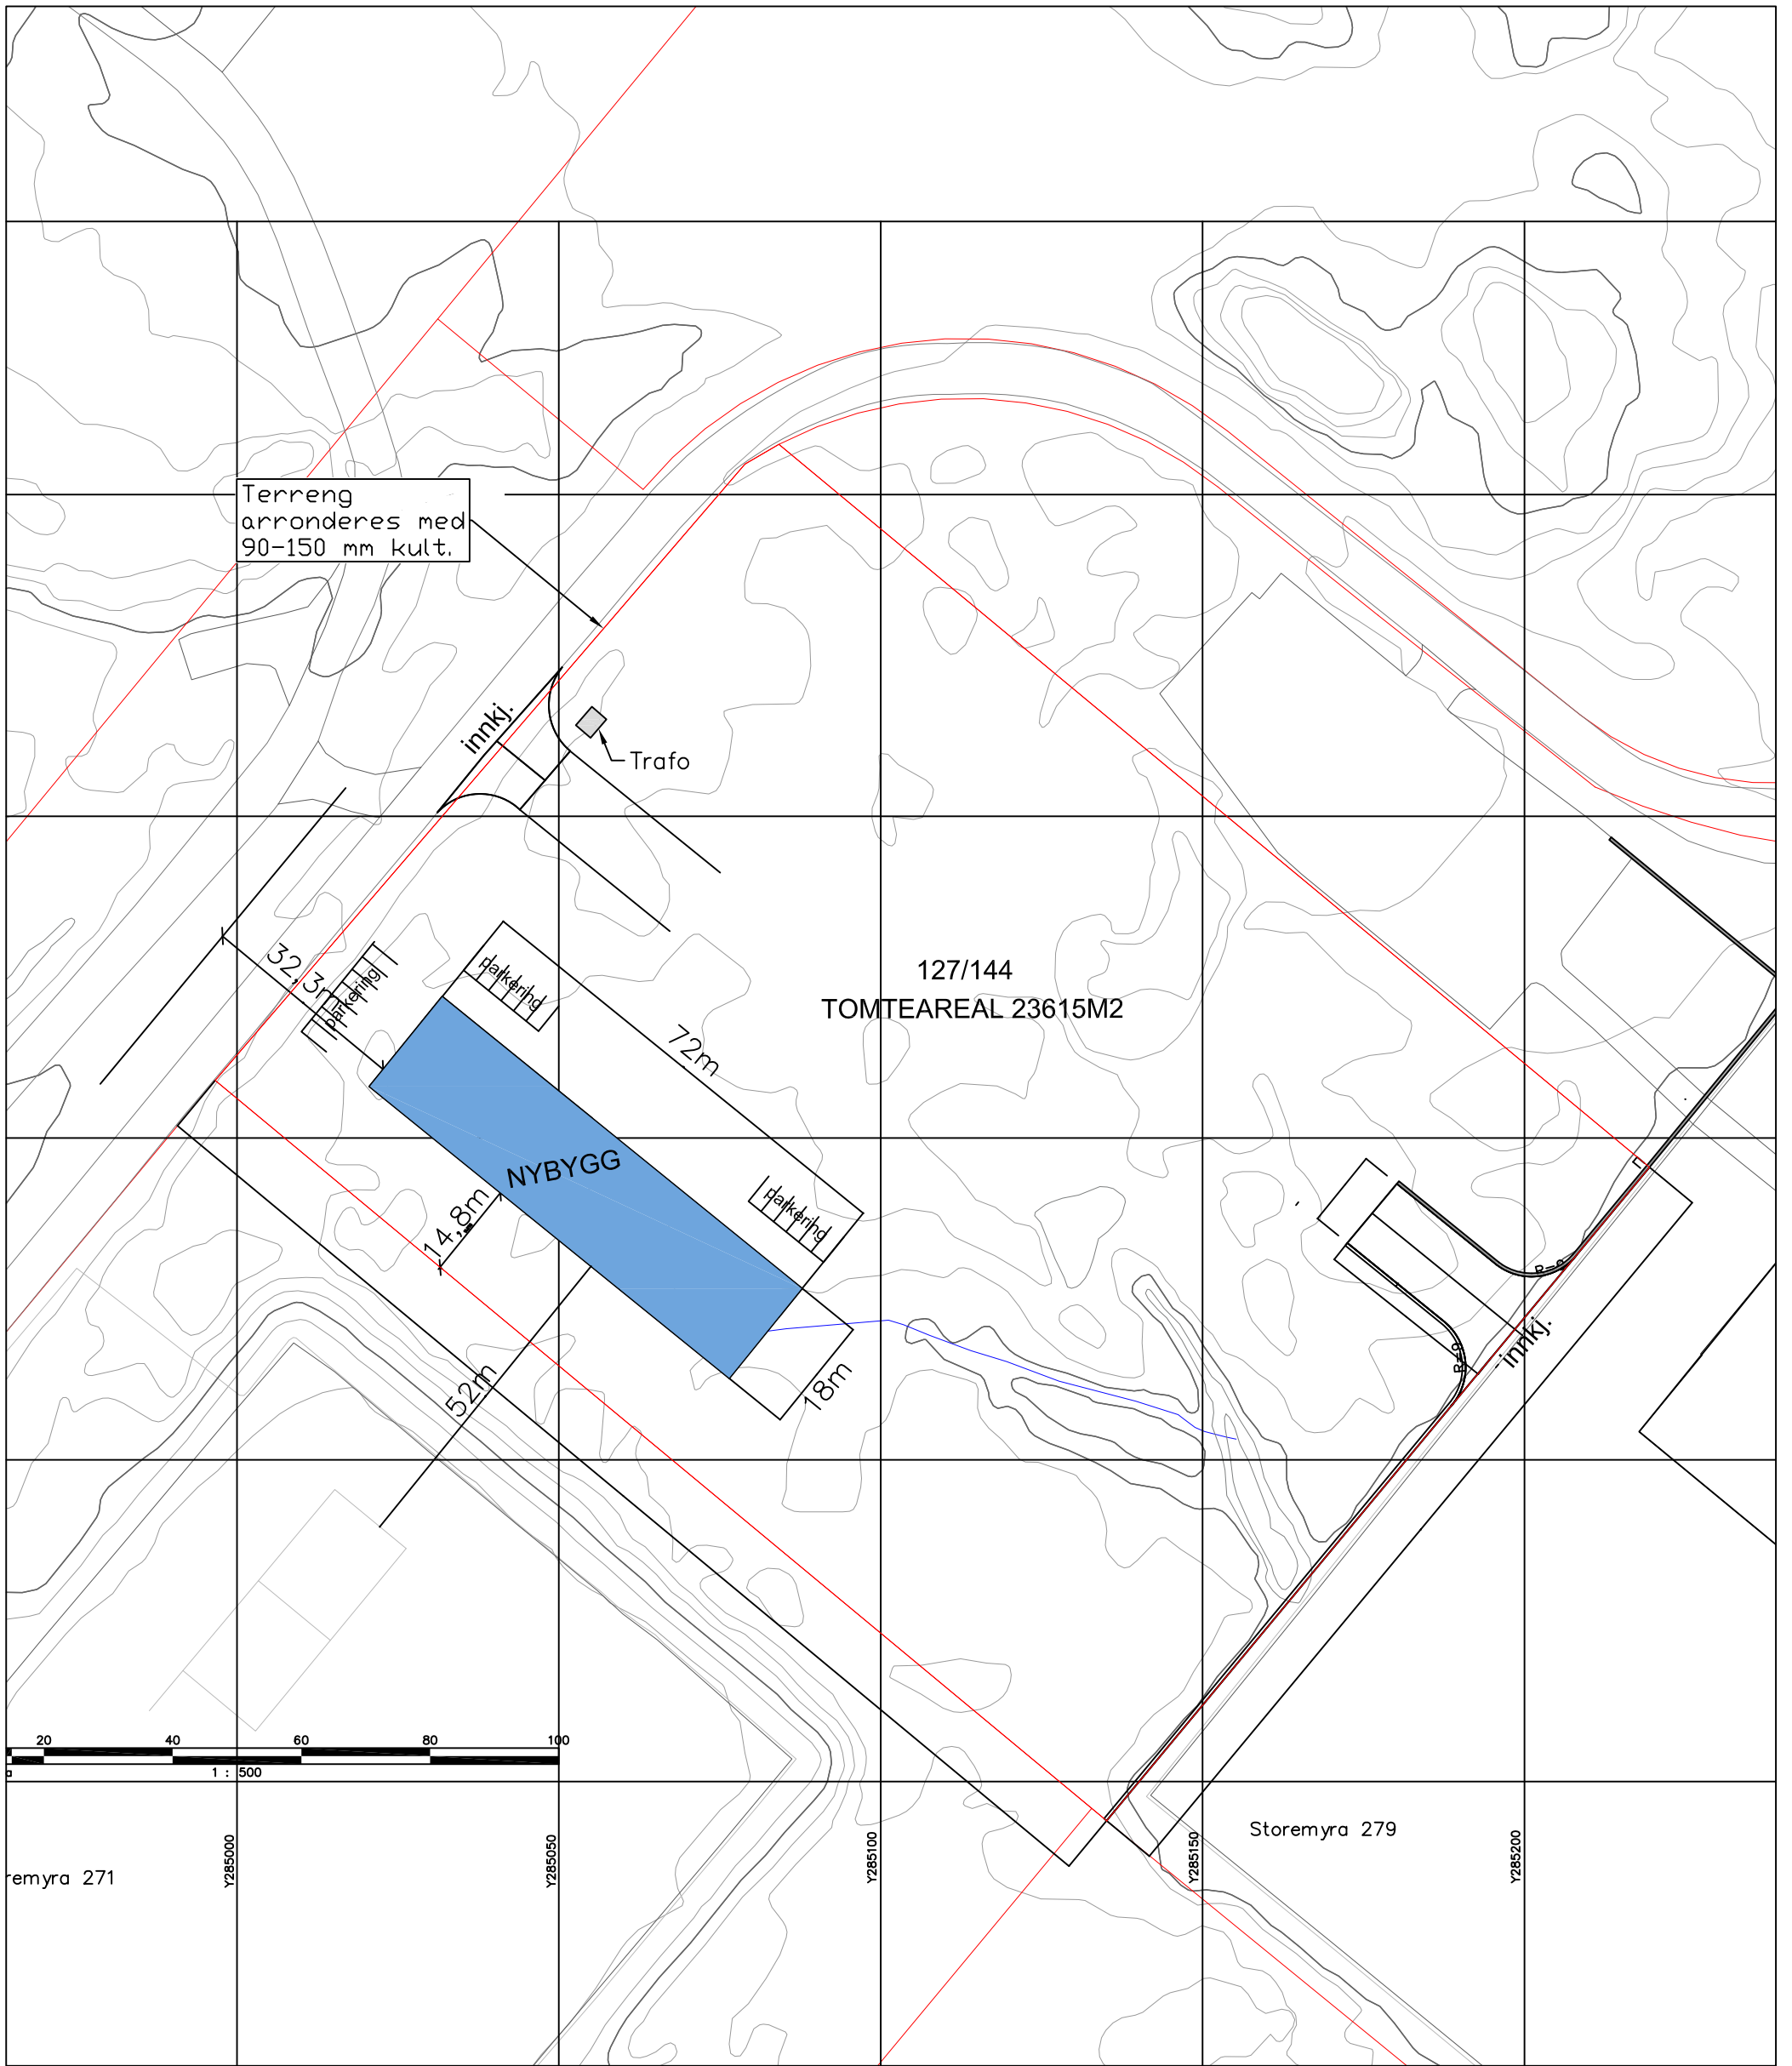 Terreng
arronderes med
90-150 mm kult.
innkj.
Trafo
32,3m
parkering
parkering
72m
127/144
TOMTEAREAL 23615M2
NYBYGG
14,8m
parkering
R=9
innkj.
52m
18m
20 40 60 80 100
1 : 500
Y285000
Y285050
Y285100
Y285150
Y285200
Storemyra 279
remyra 271